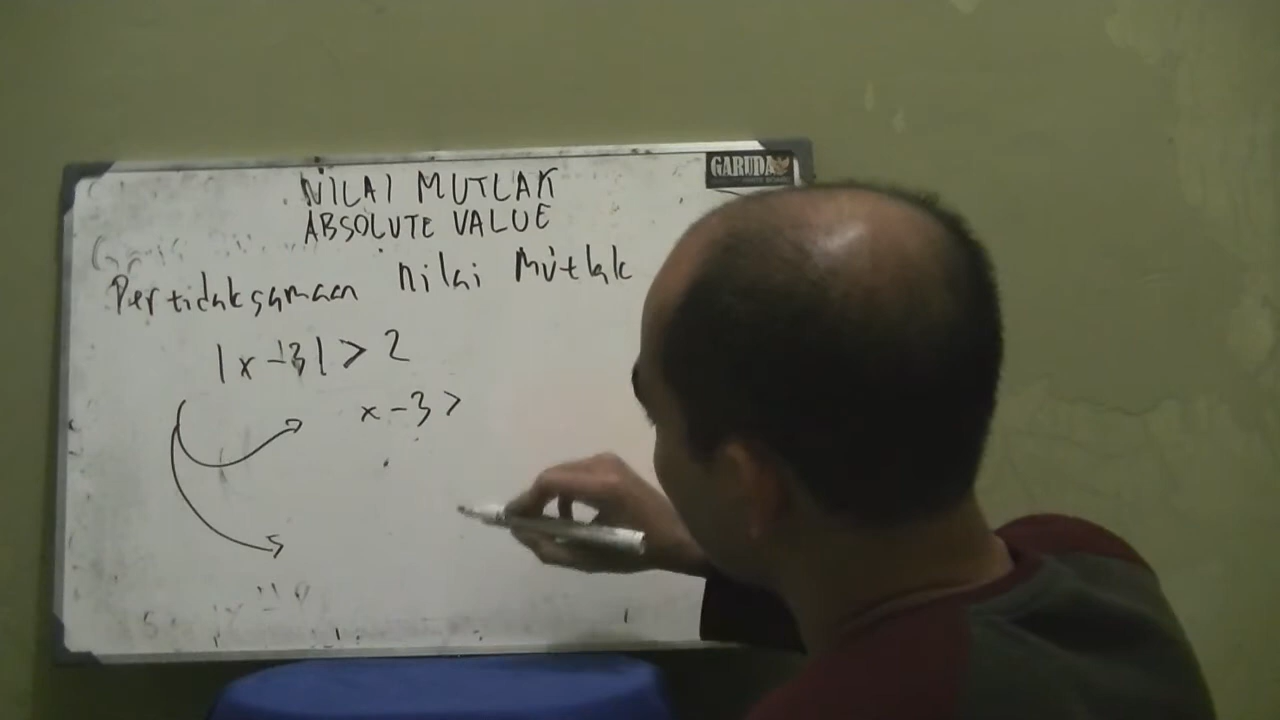 GARUDA
NILAI MUTLAK
ABSOLUTE VALUE
Pertidaksamaan Nilai Mutlak
|x-3| > 2
x-3 >